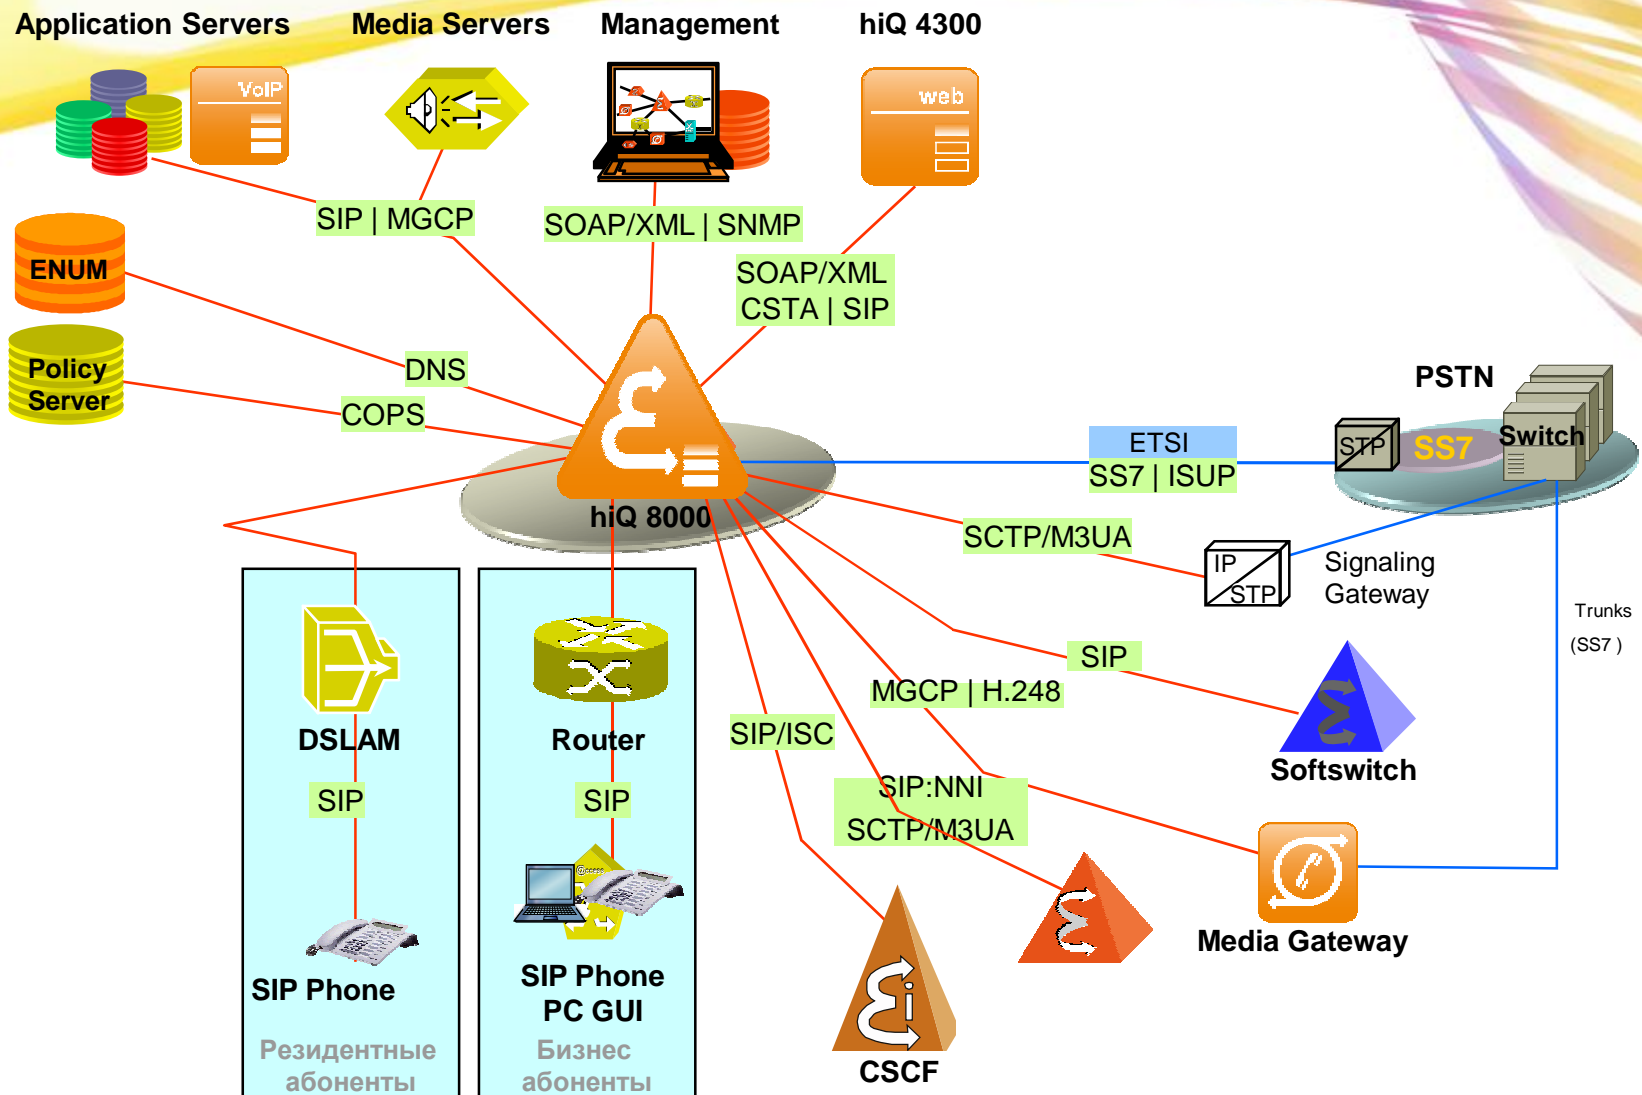 Application Servers
Media Servers
Management
hiQ 4300
VoIP
web
SIP | MGCP
SOAP/XML | SNMP
SOAP/XML
CSTA | SIP
ENUM
Policy
Server
DNS
COPS
PSTN
ETSI
SS7 | ISUP
STP
SS7
Switch
hiQ 8000
SCTP/M3UA
IP
STP
Signaling
Gateway
Trunks
(SS7 )
SIP
MGCP | H.248
SIP/ISC
DSLAM
Router
Softswitch
SIP
SIP
SIP:NNI
SCTP/M3UA
Media Gateway
SIP Phone
SIP Phone
PC GUI
CSCF
Резидентные
абоненты
Бизнес
абоненты